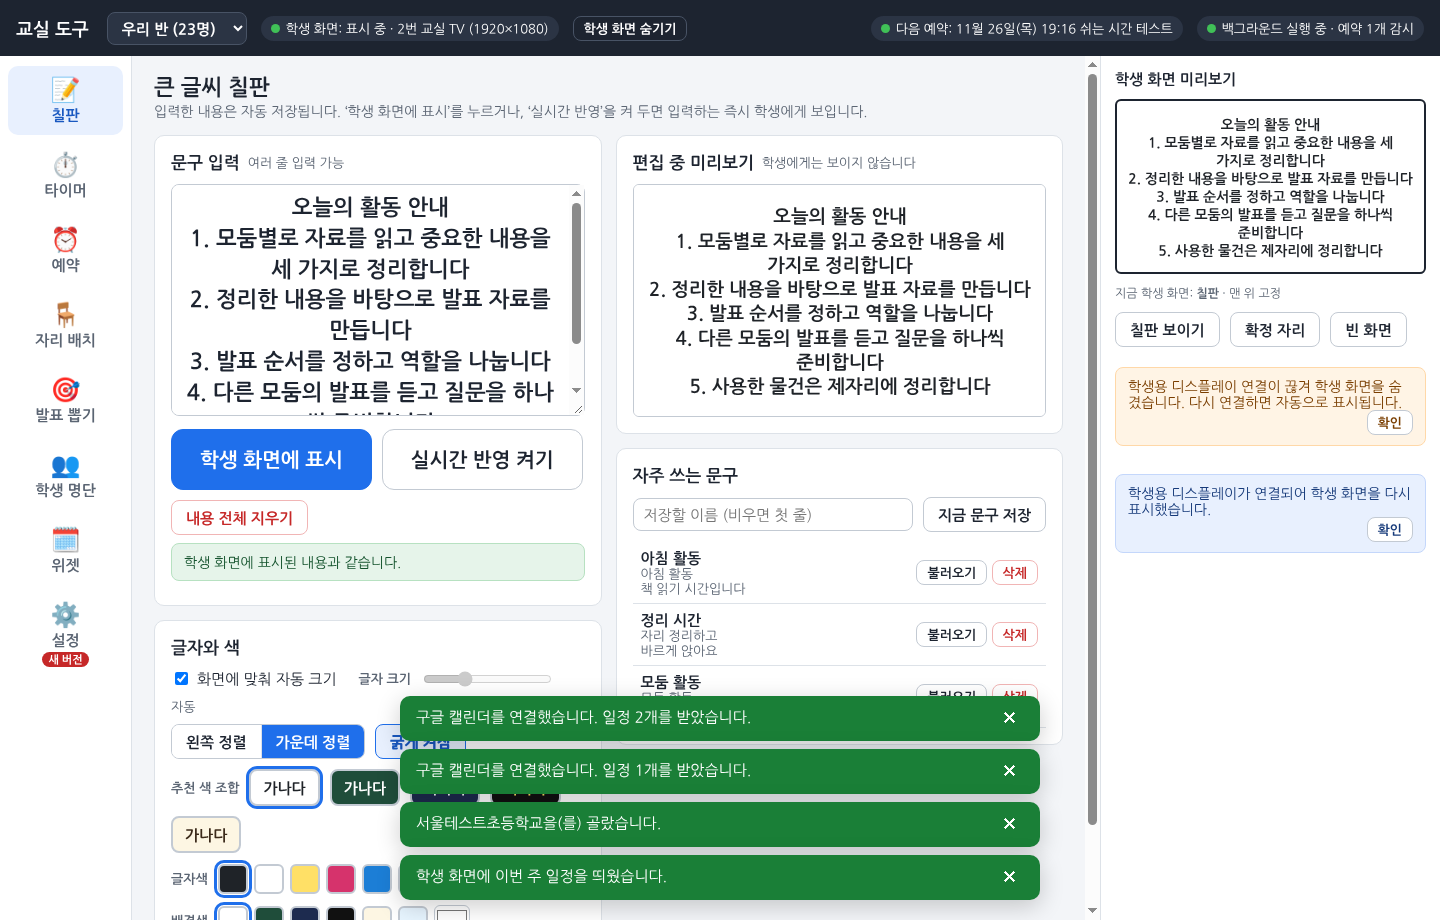 교실 도구
우리 반 (23명)
학생 화면: 표시 중 · 2번 교실 TV (1920×1080)
학생 화면 숨기기
다음 예약: 11월 26일(목) 19:16 쉬는 시간 테스트
백그라운드 실행 중 · 예약 1개 감시
칠판
타이머
예약
자리 배치
발표 뽑기
학생 명단
위젯
설정
새 버전
큰 글씨 칠판
입력한 내용은 자동 저장됩니다. ‘학생 화면에 표시’를 누르거나, ‘실시간 반영’을 켜 두면 입력하는 즉시 학생에게 보입니다.
문구 입력 여러 줄 입력 가능
오늘의 활동 안내
1. 모둠별로 자료를 읽고 중요한 내용을
세 가지로 정리합니다
2. 정리한 내용을 바탕으로 발표 자료를
만듭니다
3. 발표 순서를 정하고 역할을 나눕니다
4. 다른 모둠의 발표를 듣고 질문을 하나
학생 화면에 표시
실시간 반영 켜기
내용 전체 지우기
학생 화면에 표시된 내용과 같습니다.
글자와 색
화면에 맞춰 자동 크기
글자 크기
자동
왼쪽 정렬
가운데 정렬
추천 색 조합
가나다
가나다
가나다
글자색
편집 중 미리보기 학생에게는 보이지 않습니다
오늘의 활동 안내
1. 모둠별로 자료를 읽고 중요한 내용을 세
가지로 정리합니다
2. 정리한 내용을 바탕으로 발표 자료를 만듭니다
3. 발표 순서를 정하고 역할을 나눕니다
4. 다른 모둠의 발표를 듣고 질문을 하나씩
준비합니다
5. 사용한 물건은 제자리에 정리합니다
자주 쓰는 문구
저장할 이름 (비우면 첫 줄)
지금 문구 저장
아침 활동
아침 활동
책 읽기 시간입니다
불러오기
삭제
정리 시간
자리 정리하고
바르게 앉아요
불러오기
삭제
모둠 활동
구글 캘린더를 연결했습니다. 일정 2개를 받았습니다.
구글 캘린더를 연결했습니다. 일정 1개를 받았습니다.
서울테스트초등학교을(를) 골랐습니다.
학생 화면에 이번 주 일정을 띄웠습니다.
학생 화면 미리보기
오늘의 활동 안내
1. 모둠별로 자료를 읽고 중요한 내용을 세
가지로 정리합니다
2. 정리한 내용을 바탕으로 발표 자료를 만듭니다
3. 발표 순서를 정하고 역할을 나눕니다
4. 다른 모둠의 발표를 듣고 질문을 하나씩
준비합니다
5. 사용한 물건은 제자리에 정리합니다
지금 학생 화면: 칠판 · 맨 위 고정
칠판 보이기
확정 자리
빈 화면
학생용 디스플레이 연결이 끊겨 학생 화면을 숨
겼습니다. 다시 연결하면 자동으로 표시됩니다.
확인
학생용 디스플레이가 연결되어 학생 화면을 다시
표시했습니다.
확인